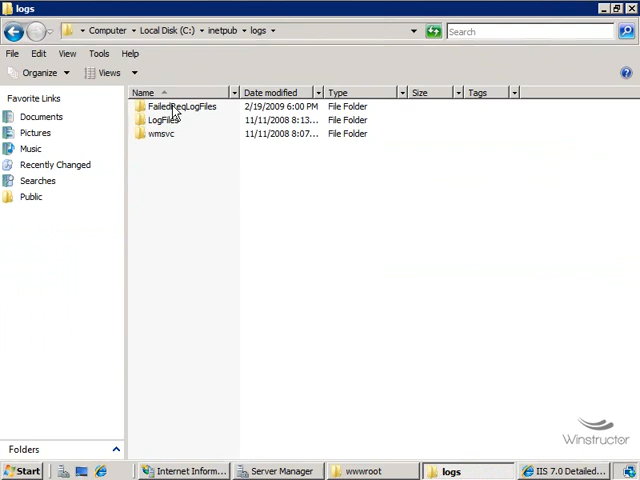 logs
Computer Local Disk (C:) inetpub logs
Search
File Edit View Tools Help
Organize Views
Favorite Links
Documents
Pictures
Music
Recently Changed
Searches
Public
Folders
Name Date modified Type Size Tags
FailedReqLogFiles 2/19/2009 6:00 PM File Folder
LogFiles 11/11/2008 8:13... File Folder
wmsvc 11/11/2008 8:07... File Folder
Winstructor
Start Internet Inform... Server Manager wwwroot logs IIS 7.0 Detailed...